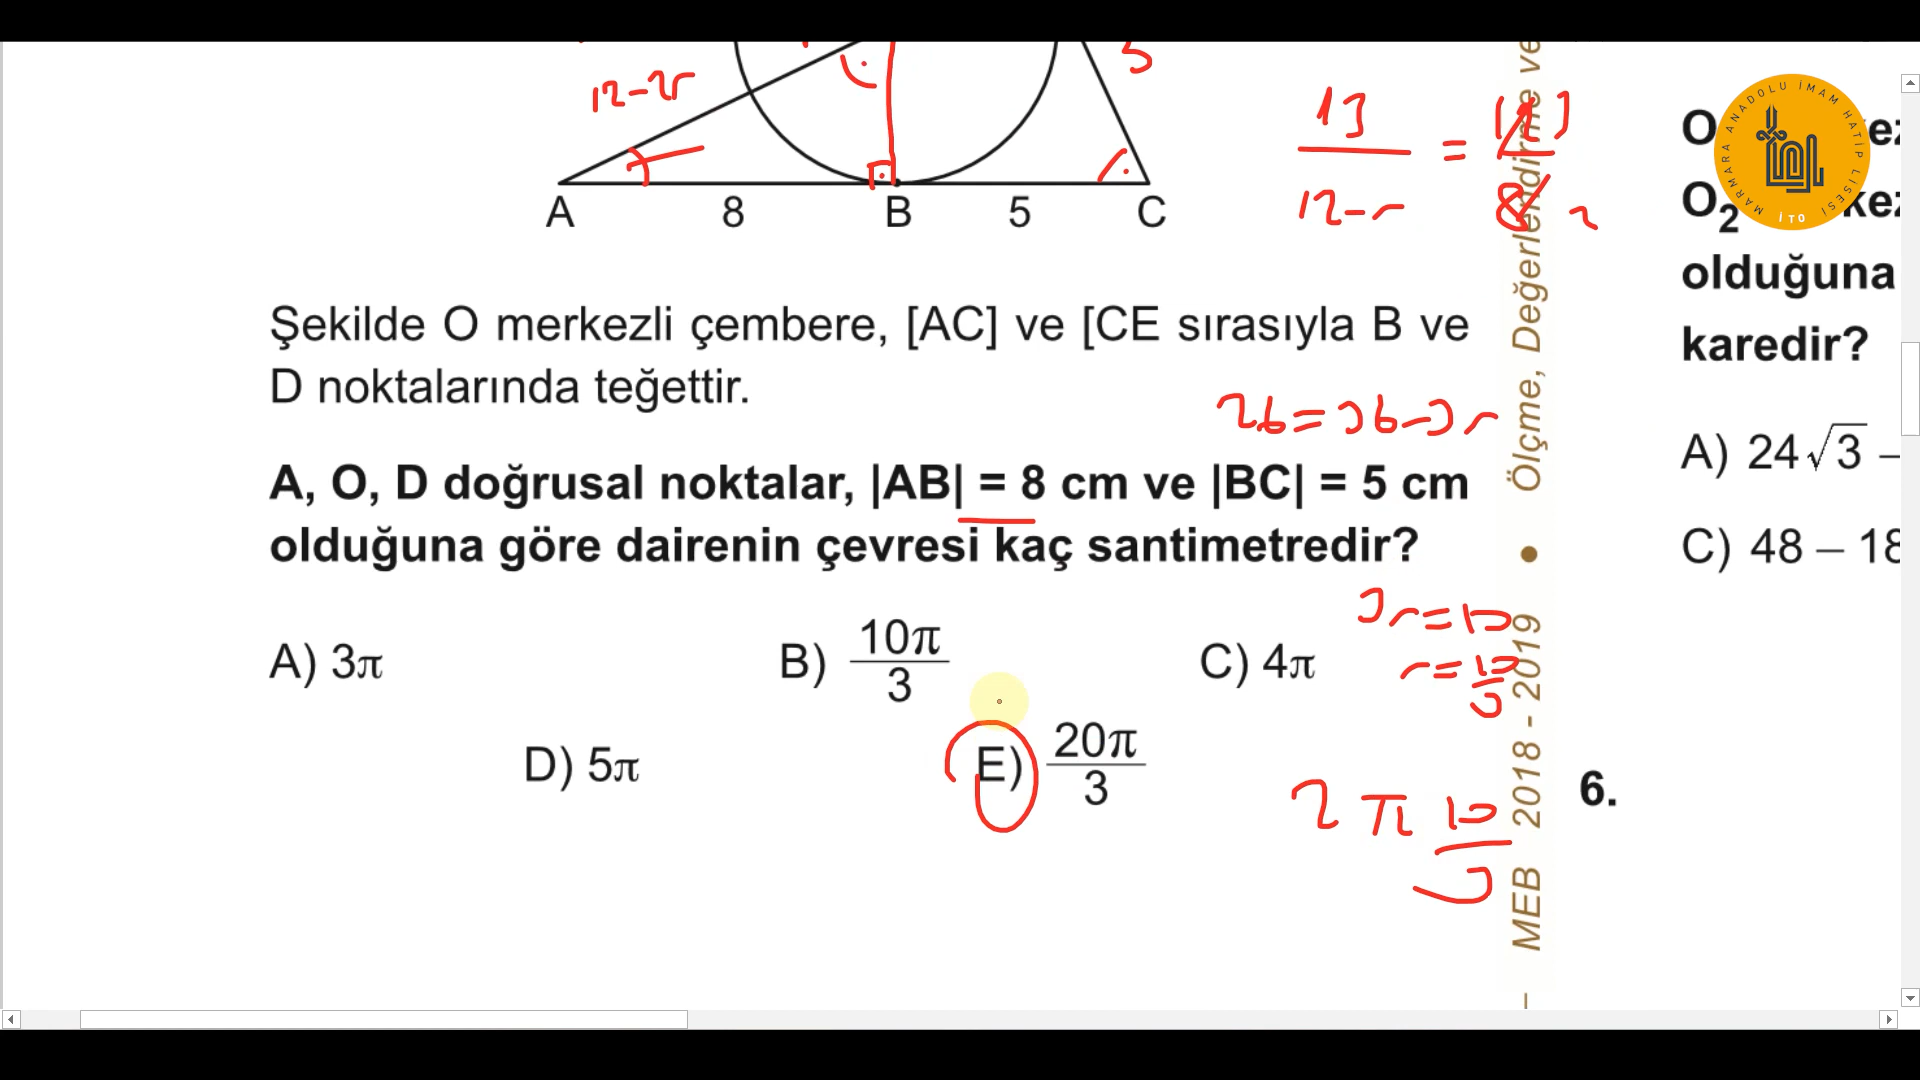 12-2r
5
A
8
B
5
C
13
12-r
=
12
8
Şekilde O merkezli çembere, [AC] ve [CE sırasıyla B ve
D noktalarında teğettir.
26=36-3r
A, O, D doğrusal noktalar, |AB| = 8 cm ve |BC| = 5 cm
olduğuna göre dairenin çevresi kaç santimetredir?
3r=10
r=10/3
A) 3π
B) 10π/3
C) 4π
D) 5π
E) 20π/3
2 π 10/3
MEB 2018 - 2019 ● Ölçme, Değerlendirme ve
MARMARA ANADOLU İMAM HATİP LİSESİ
İTO
O
O₂
olduğuna
karedir?
A) 24√3 –
C) 48 – 18
6.